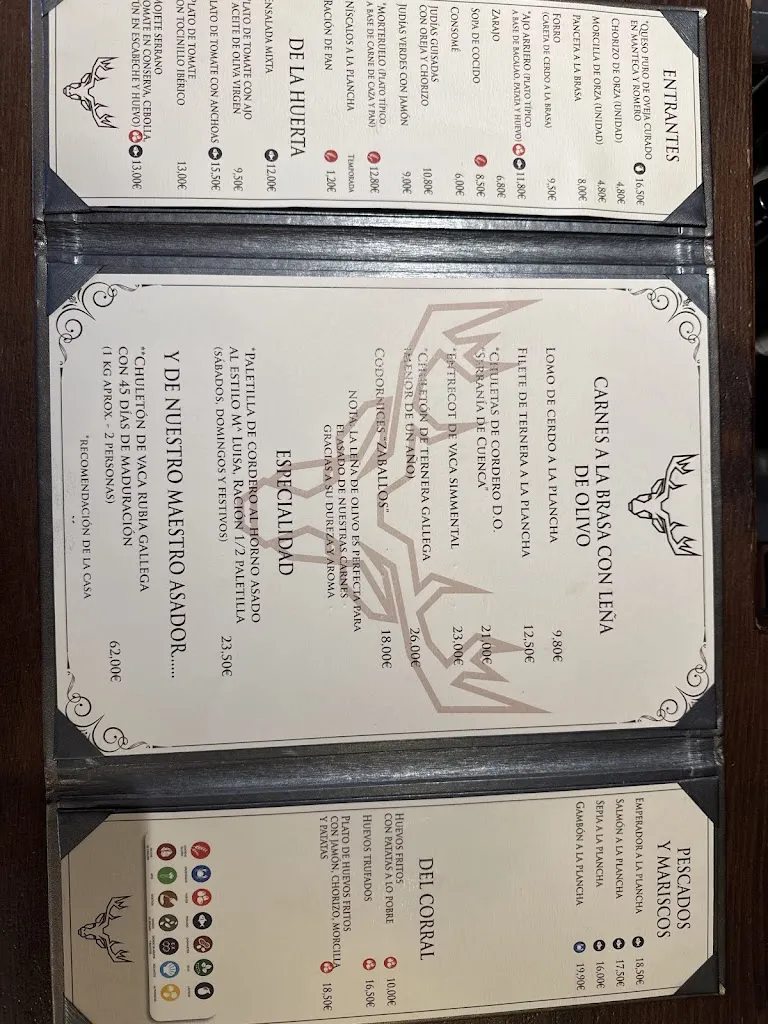 ENTRANTES
*QUESO PURO DE OVEJA CURADO
EN MANTECA Y ROMERO 16,50€
CHORIZO DE ORZA (UNIDAD) 4,80€
MORCILLA DE ORZA (UNIDAD) 4,80€
PANCETA A LA BRASA 8,00€
FORRO
(CARETA DE CERDO A LA BRASA) 9,50€
*AJO ARRIERO (PLATO TÍPICO
A BASE DE BACALAO, PATATA Y HUEVO) 11,80€
ZARAJO 6,80€
SOPA DE COCIDO 8,50€
CONSOMÉ 6,00€
JUDÍAS GUISADAS
CON OREJA Y CHORIZO 10,80€
JUDÍAS VERDES CON JAMÓN 9,00€
*MORTERUELO (PLATO TÍPICO
A BASE DE CARNE DE CAZA Y PAN) 12,80€
NÍSCALOS A LA PLANCHA TEMPORADA
RACIÓN DE PAN 1,20€
DE LA HUERTA
ENSALADA MIXTA 12,00€
PLATO DE TOMATE CON AJO
ACEITE DE OLIVA VIRGEN 9,50€
PLATO DE TOMATE CON ANCHOAS 15,50€
PLATO DE TOMATE
CON TOCINILLO IBÉRICO 13,00€
MOJETE SERRANO
TOMATE EN CONSERVA, CEBOLLA,
ATÚN EN ESCABECHE Y HUEVO) 13,00€
CARNES A LA BRASA CON LEÑA
DE OLIVO
LOMO DE CERDO A LA PLANCHA 9,80€
FILETE DE TERNERA A LA PLANCHA 12,50€
*CHULETAS DE CORDERO D.O.
"SERRANÍA DE CUENCA" 21,00€
*ENTRECOT DE VACA SIMMENTAL 23,00€
*CHULETÓN DE TERNERA GALLEGA
(MENOR DE UN AÑO) 26,00€
CODORNICES "ZABALLOS" 18,00€
NOTA: LA LEÑA DE OLIVO ES PERFECTA PARA
EL ASADO DE NUESTRAS CARNES
GRACIAS A SU DUREZA Y AROMA
ESPECIALIDAD
*PALETILLA DE CORDERO AL HORNO ASADO
AL ESTILO Mª LUISA, RACIÓN 1/2 PALETILLA
(SÁBADOS, DOMINGOS Y FESTIVOS) 23,50€
Y DE NUESTRO MAESTRO ASADOR......
**CHULETÓN DE VACA RUBIA GALLEGA
CON 45 DÍAS DE MADURACIÓN
(1 KG APROX. - 2 PERSONAS) 62,00€
*RECOMENDACIÓN DE LA CASA
PESCADOS
Y MARISCOS
EMPERADOR A LA PLANCHA 18,50€
SALMÓN A LA PLANCHA 17,50€
SEPIA A LA PLANCHA 16,00€
GAMBÓN A LA PLANCHA 19,90€
DEL CORRAL
HUEVOS FRITOS
CON PATATAS A LO POBRE 10,00€
HUEVOS TRUFADOS 16,50€
PLATO DE HUEVOS FRITOS
CON JAMÓN, CHORIZO, MORCILLA
Y PATATAS 18,50€